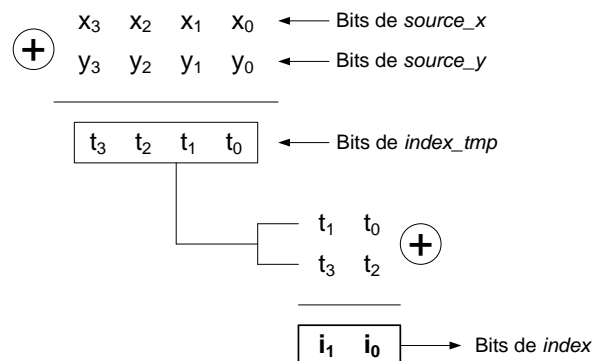 x₃ x₂ x₁ x₀ Bits de source_x
+ y₃ y₂ y₁ y₀ Bits de source_y
t₃ t₂ t₁ t₀ Bits de index_tmp
t₁ t₀
t₃ t₂ +
i₁ i₀ Bits de index